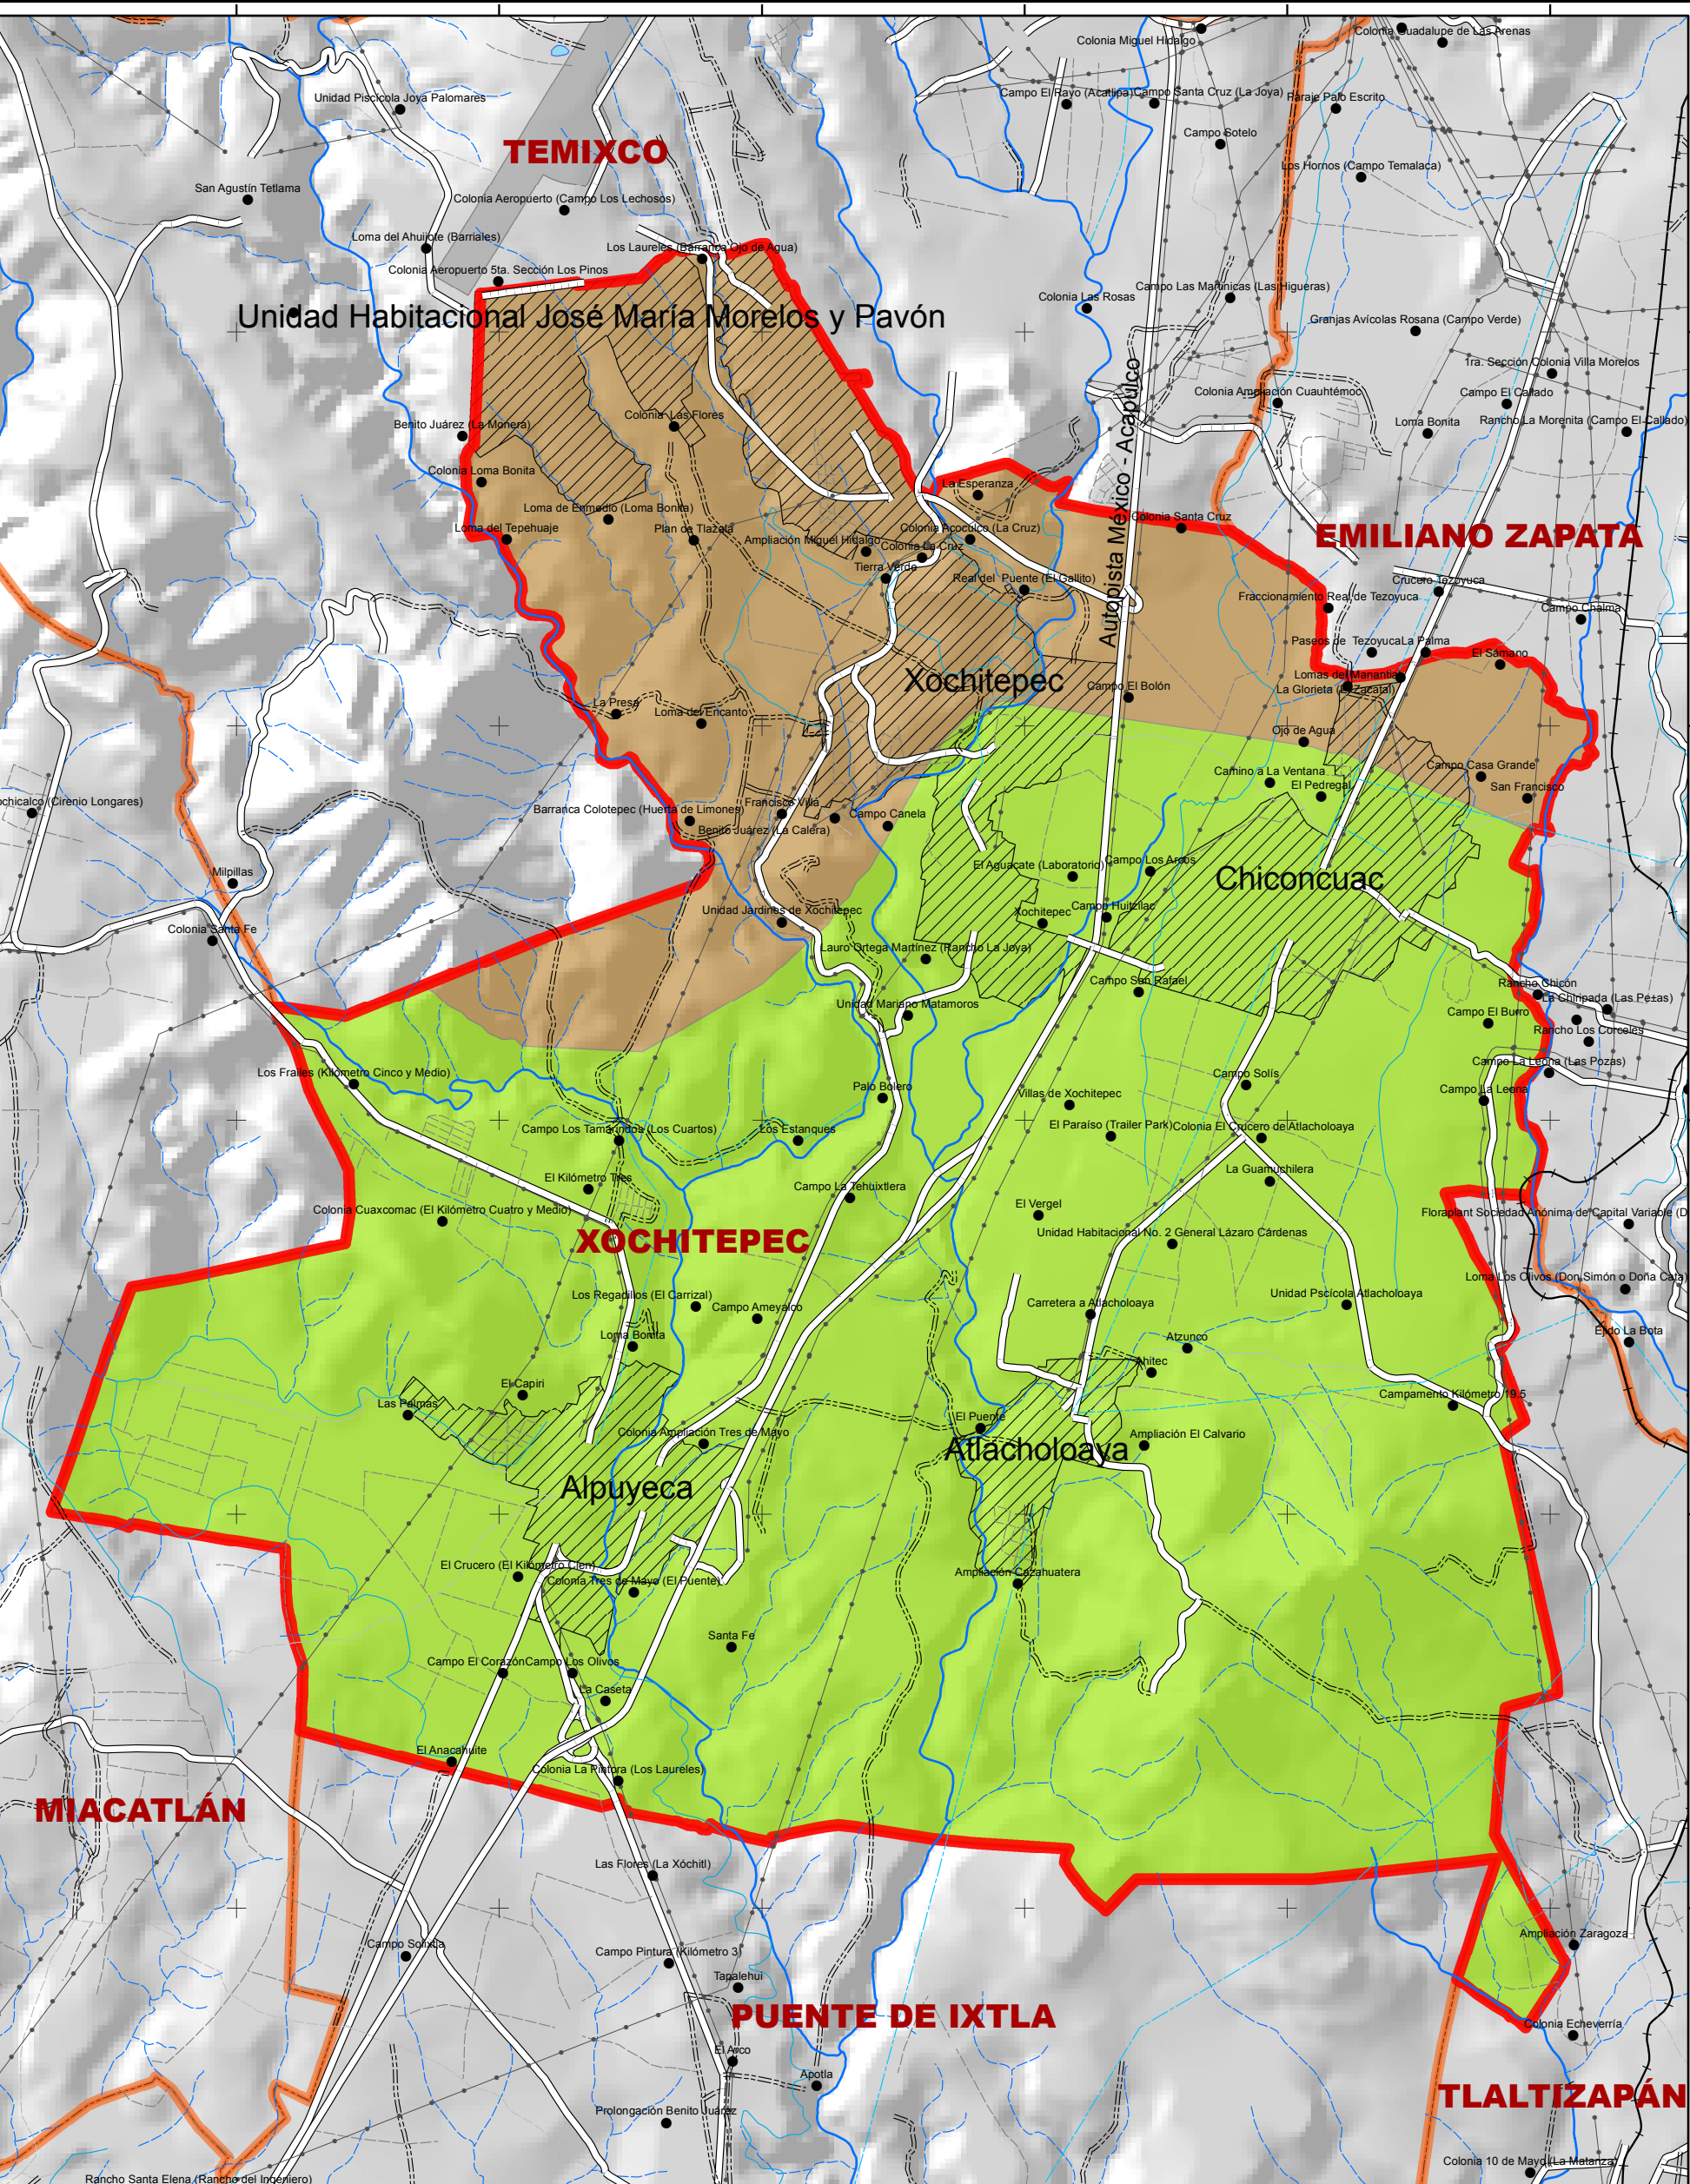 Colonia Guadalupe de Las Arenas
Colonia Miguel Hidalgo
Campo El Rayo (Acatlipa)
Campo Santa Cruz (La Joya)
Paraje Palo Escrito
Unidad Piscícola Joya Palomares
Campo Sotelo
TEMIXCO
Los Hornos (Campo Temalaca)
San Agustín Tetlama
Colonia Aeropuerto (Campo Los Lechosos)
Loma del Ahuijote (Barriales)
Los Laureles (Barranca Ojo de Agua)
Colonia Aeropuerto 5ta. Sección Los Pinos
Campo Las Martinicas (Las Higueras)
Colonia Las Rosas
Unidad Habitacional José María Morelos y Pavón
Granjas Avícolas Rosana (Campo Verde)
1ra. Sección Colonia Villa Morelos
Autopista México - Acapulco
Colonia Ampliación Cuauhtémoc
Campo El Callado
Colonia Las Flores
Benito Juárez (La Monera)
Loma Bonita
Rancho La Morenita (Campo El Callado)
Colonia Loma Bonita
La Esperanza
Loma de Enmedio (Loma Bonita)
Colonia Santa Cruz
Loma del Tepehuaje
Plan de Tlazala
Colonia Acoculco (La Cruz)
EMILIANO ZAPATA
Ampliación Miguel Hidalgo
Colonia La Cruz
Tierra Verde
Real del Puente (El Gallito)
Crucero Tezoyuca
Fraccionamiento Real de Tezoyuca
Campo Chalma
Paseos de Tezoyuca
La Palma
El Sámano
Xochitepec
Lomas del Manantial
Campo El Bolón
La Glorieta (El Zacatal)
La Presa
Loma del Encanto
Ojo de Agua
Campo Casa Grande
Camino a La Ventana
El Pedregal
San Francisco
ochicalco (Cirenio Longares)
Barranca Colotepec (Huerta de Limones)
Francisco Villa
Campo Canela
Benito Juárez (La Calera)
Milpillas
El Aguacate (Laboratorio)
Campo Los Arcos
Chiconcuac
Unidad Jardines de Xochitepec
Xochitepec
Campo Huitzilac
Colonia Santa Fe
Lauro Ortega Martínez (Rancho La Joya)
Campo San Rafael
Rancho Chicón
La Chiripada (Las Pe±as)
Unidad Mariano Matamoros
Campo El Burro
Rancho Los Corceles
Los Frailes (Kilómetro Cinco y Medio)
Campo La Leona (Las Pozas)
Campo Solís
Palo Bolero
Villas de Xochitepec
Campo La Leona
Campo Los Tamarindos (Los Cuartos)
Los Estanques
El Paraíso (Trailer Park)
Colonia El Crucero de Atlacholoaya
El Kilómetro Tres
Campo La Tehuixtlera
La Guamuchilera
Colonia Cuaxcomac (El Kilómetro Cuatro y Medio)
El Vergel
Floraplant Sociedad Anónima de Capital Variable (D
XOCHITEPEC
Unidad Habitacional No. 2 General Lázaro Cárdenas
Loma Los Olivos (Don Simón o Doña Cata)
Los Regadillos (El Carrizal)
Campo Ameyalco
Carretera a Atlacholoaya
Unidad Pscícola Atlacholoaya
Loma Bonita
Atzunco
Ejido La Bota
Ahitec
El Capiri
Las Palmas
Campamento Kilómetro 19.5
El Puente
Colonia Ampliación Tres de Mayo
Atlacholoaya
Ampliación El Calvario
Alpuyeca
El Crucero (El Kilómetro Cien)
Colonia Tres de Mayo (El Puente)
Ampliación Cazahuatera
Santa Fe
Campo El Corazón
Campo Los Olivos
La Caseta
El Anacahuite
Colonia La Pintora (Los Laureles)
MIACATLÁN
Las Flores (La Xóchitl)
Campo Solixtla
Campo Pintura (Kilómetro 3)
Ampliación Zaragoza
Tapalehui
PUENTE DE IXTLA
Colonia Echeverría
El Arco
Apotla
TLALTIZAPÁN
Prolongación Benito Juárez
Colonia 10 de Mayo (La Matanza)
Rancho Santa Elena (Rancho del Ingeniero)